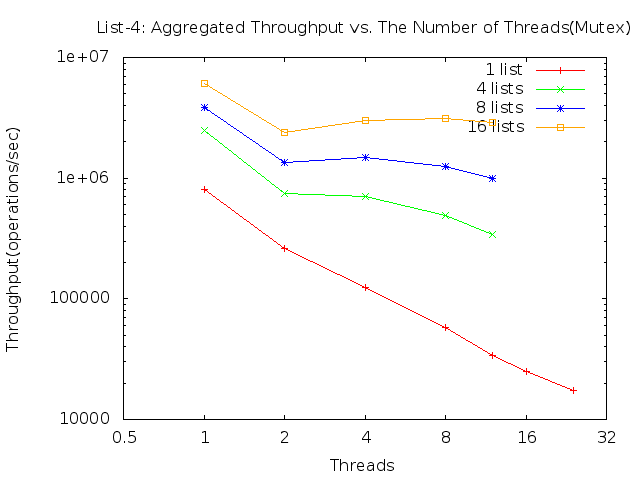 List-4: Aggregated Throughput vs. The Number of Threads(Mutex)
1e+07
1 list
4 lists
8 lists
16 lists
1e+06
Throughput(operations/sec)
100000
10000
0.5 1 2 4 8 16 32
Threads